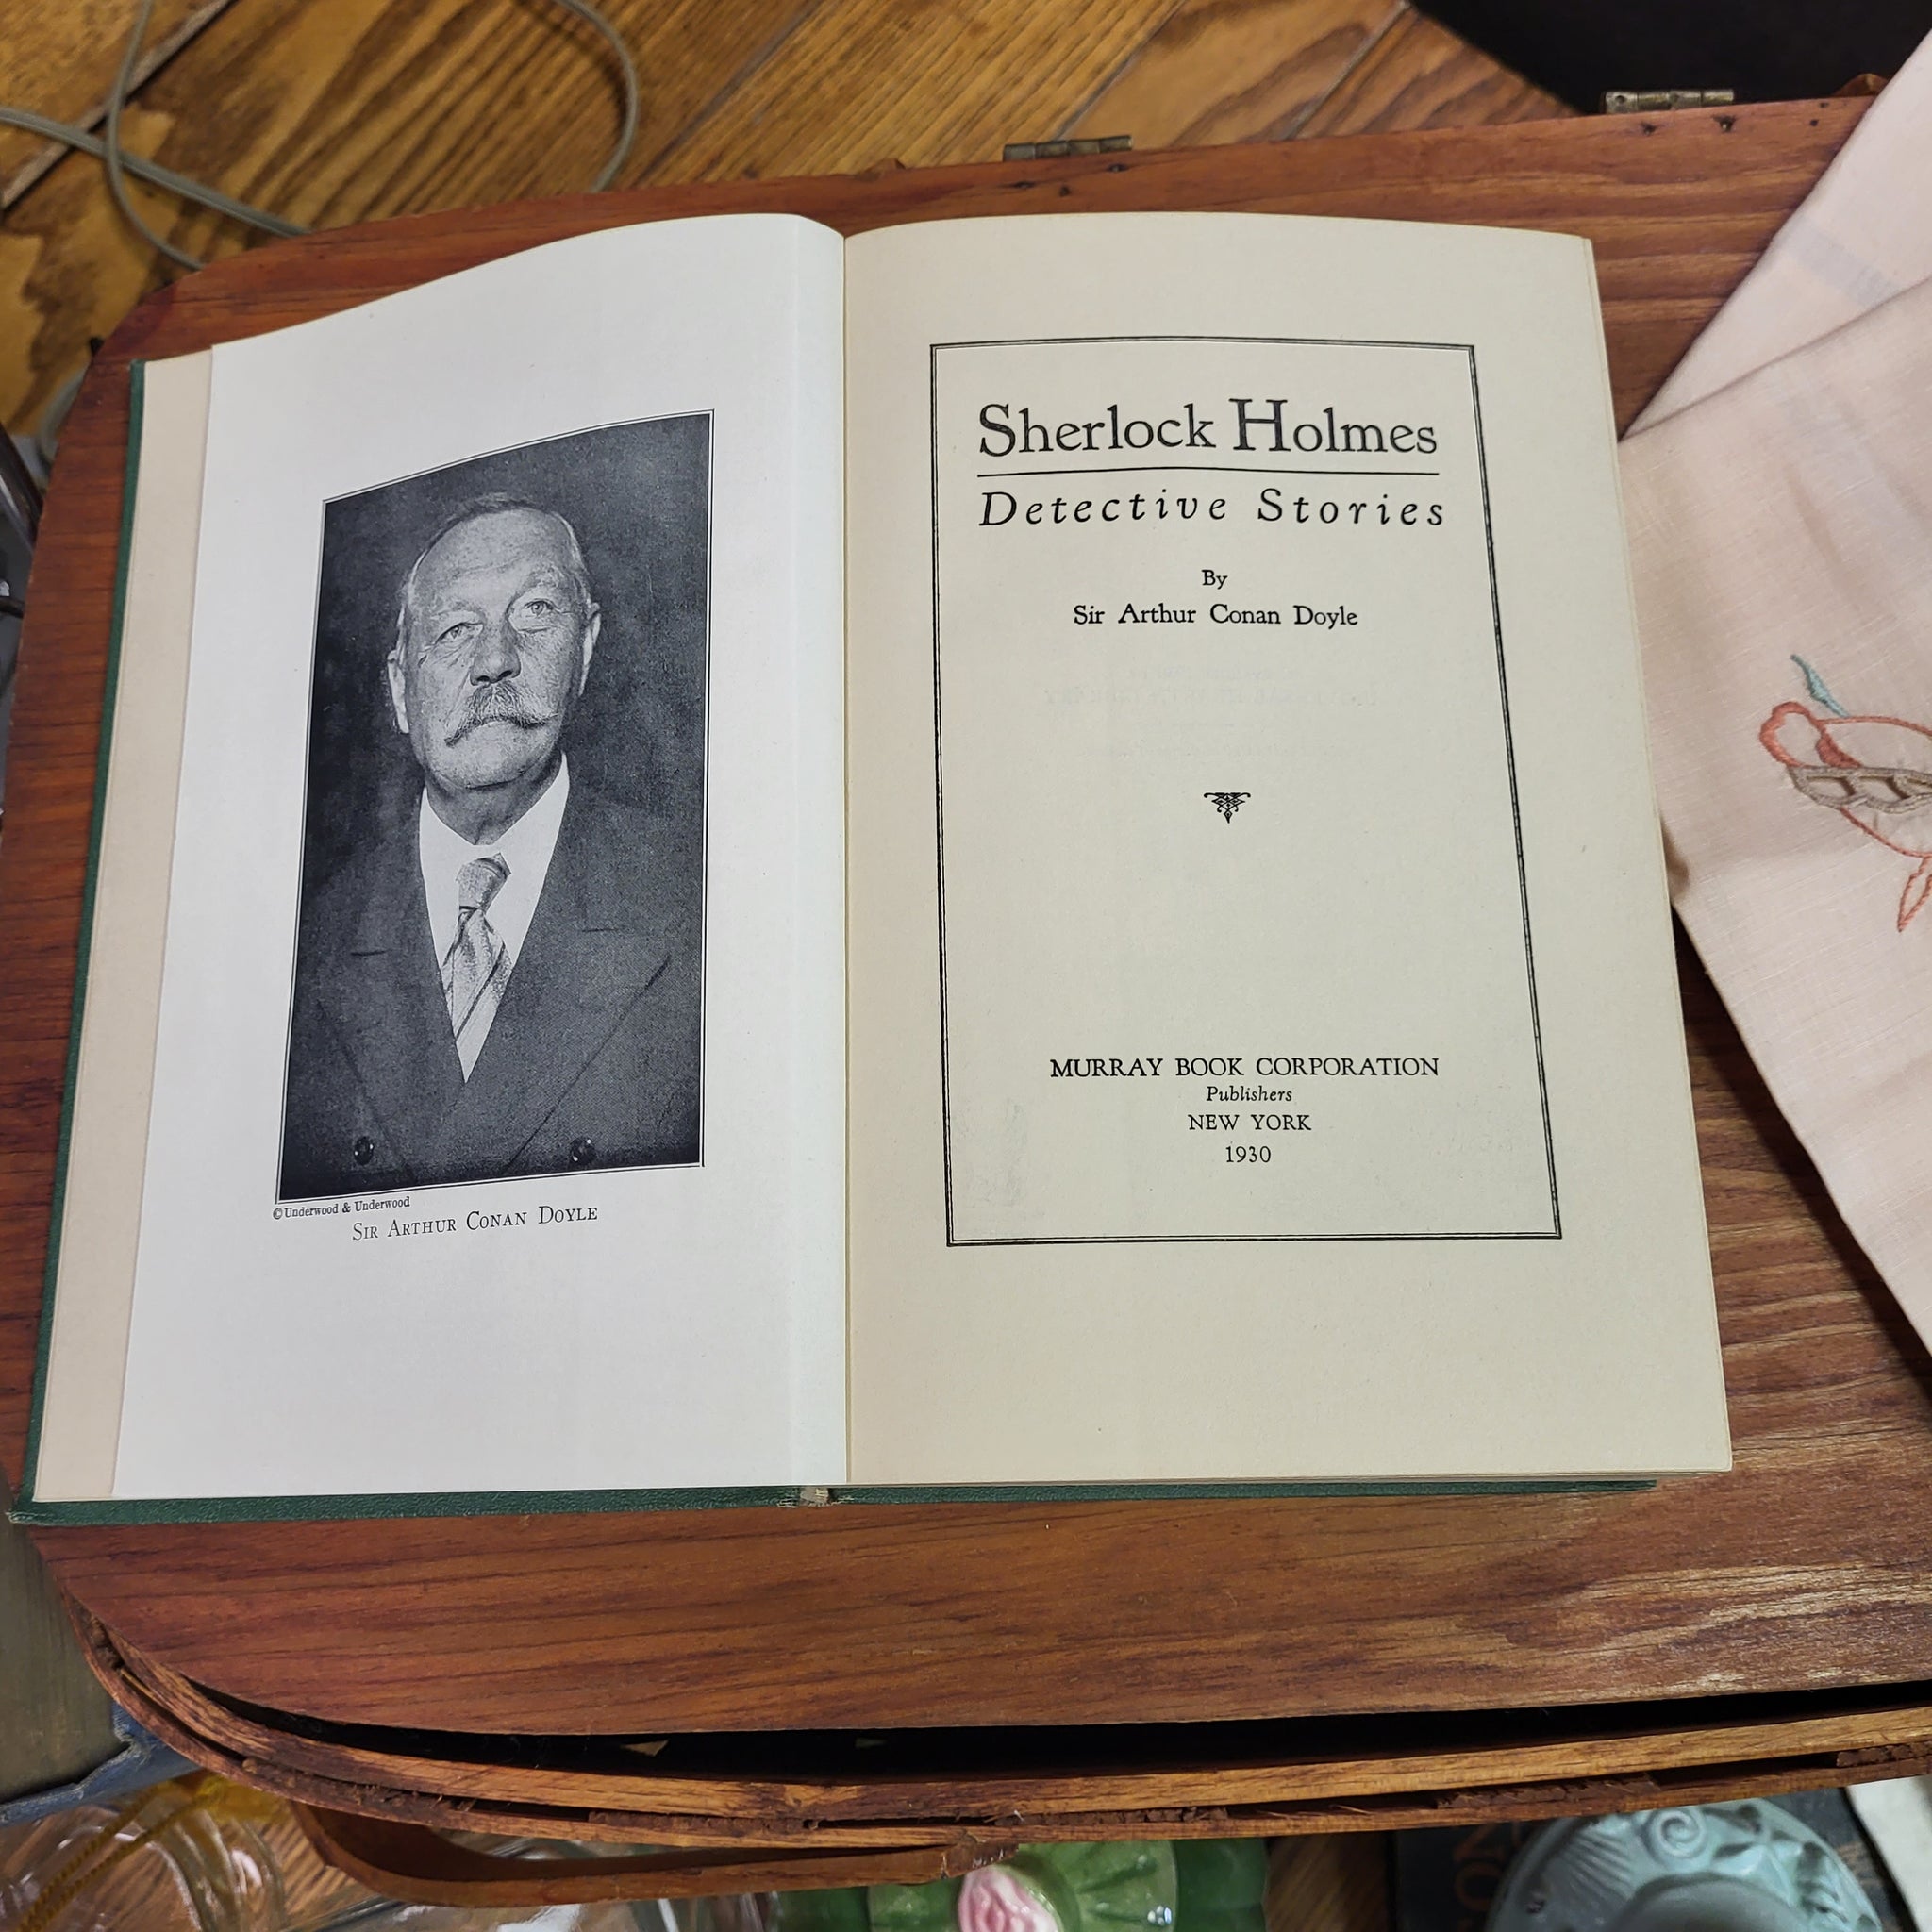 ©Underwood & Underwood
SIR ARTHUR CONAN DOYLE
Sherlock Holmes
Detective Stories
By
Sir Arthur Conan Doyle
MURRAY BOOK CORPORATION
Publishers
NEW YORK
1930